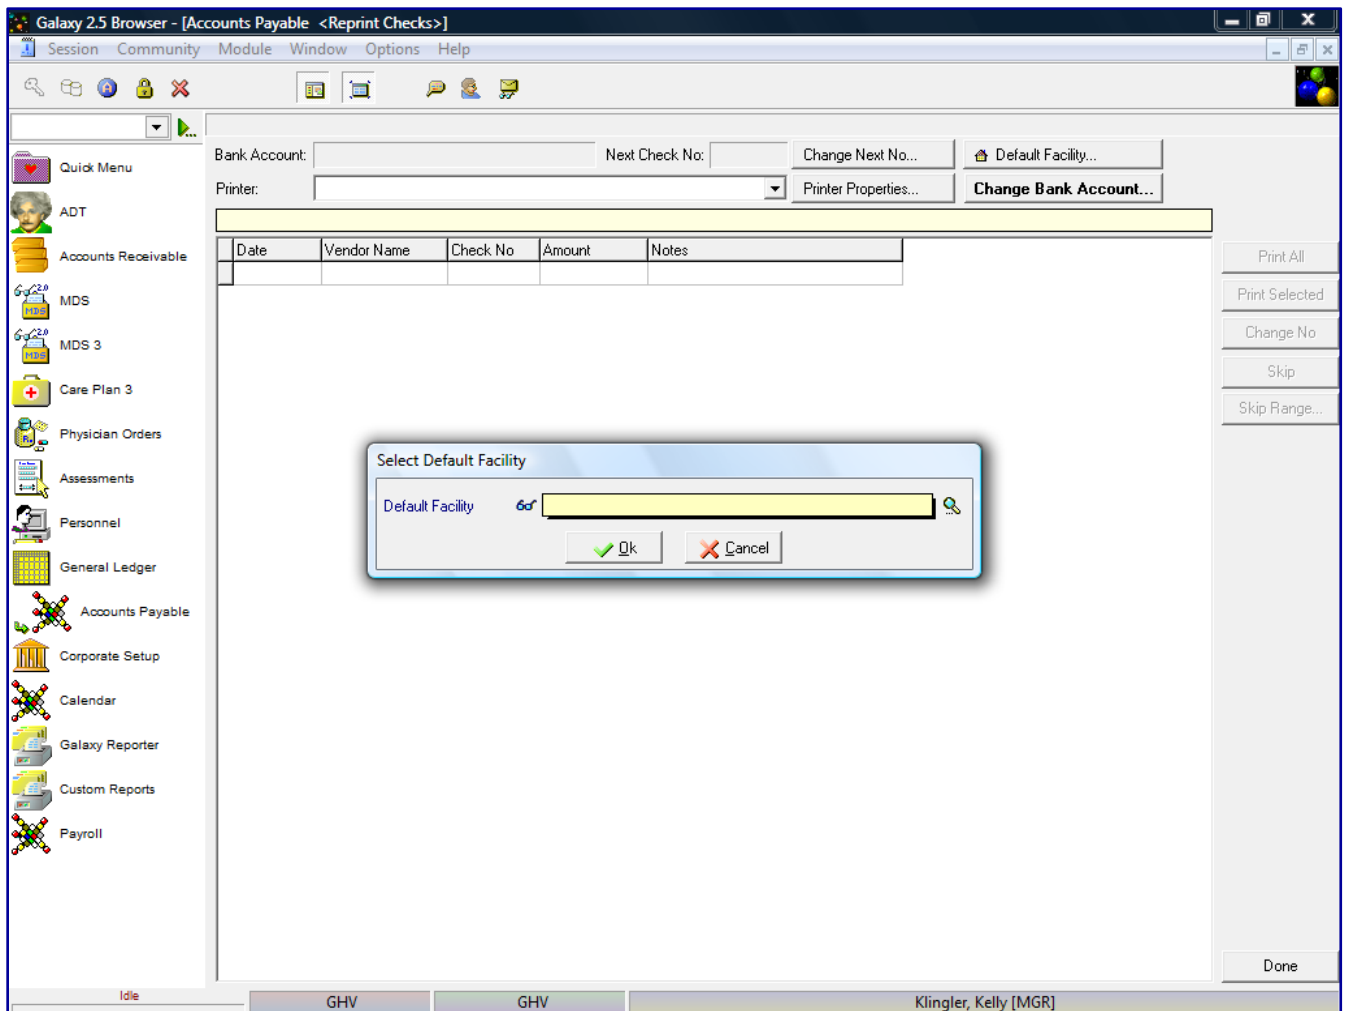 Galaxy 2.5 Browser - [Accounts Payable <Reprint Checks>]
Session Community Module Window Options Help
Bank Account: Next Check No: Change Next No... Default Facility...
Printer: Printer Properties... Change Bank Account...
Date Vendor Name Check No Amount Notes
Quick Menu
ADT
Accounts Receivable
MDS
MDS 3
Care Plan 3
Physician Orders
Assessments
Personnel
General Ledger
Accounts Payable
Corporate Setup
Calendar
Galaxy Reporter
Custom Reports
Payroll
Print All
Print Selected
Change No
Skip
Skip Range...
Select Default Facility
Default Facility
Ok Cancel
Done
Idle GHV GHV Klingler, Kelly [MGR]